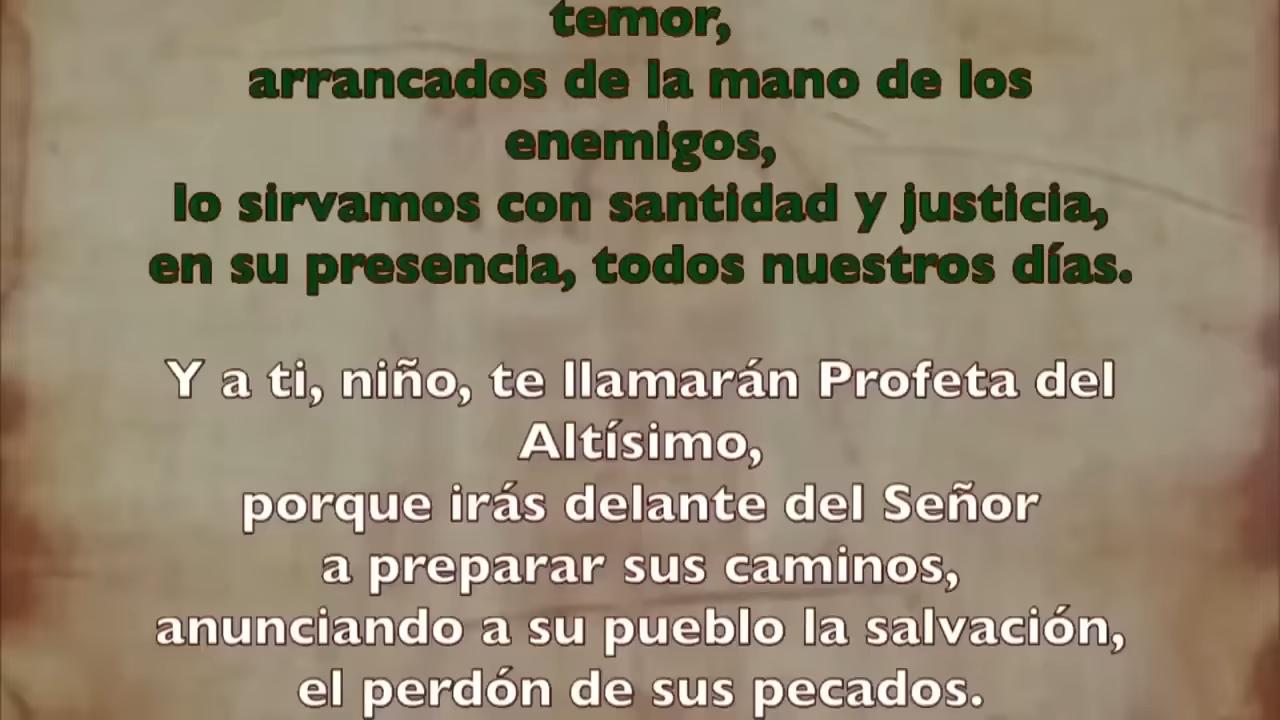 temor,
arrancados de la mano de los
enemigos,
lo sirvamos con santidad y justicia,
en su presencia, todos nuestros días.
Y a ti, niño, te llamarán Profeta del
Altísimo,
porque irás delante del Señor
a preparar sus caminos,
anunciando a su pueblo la salvación,
el perdón de sus pecados.